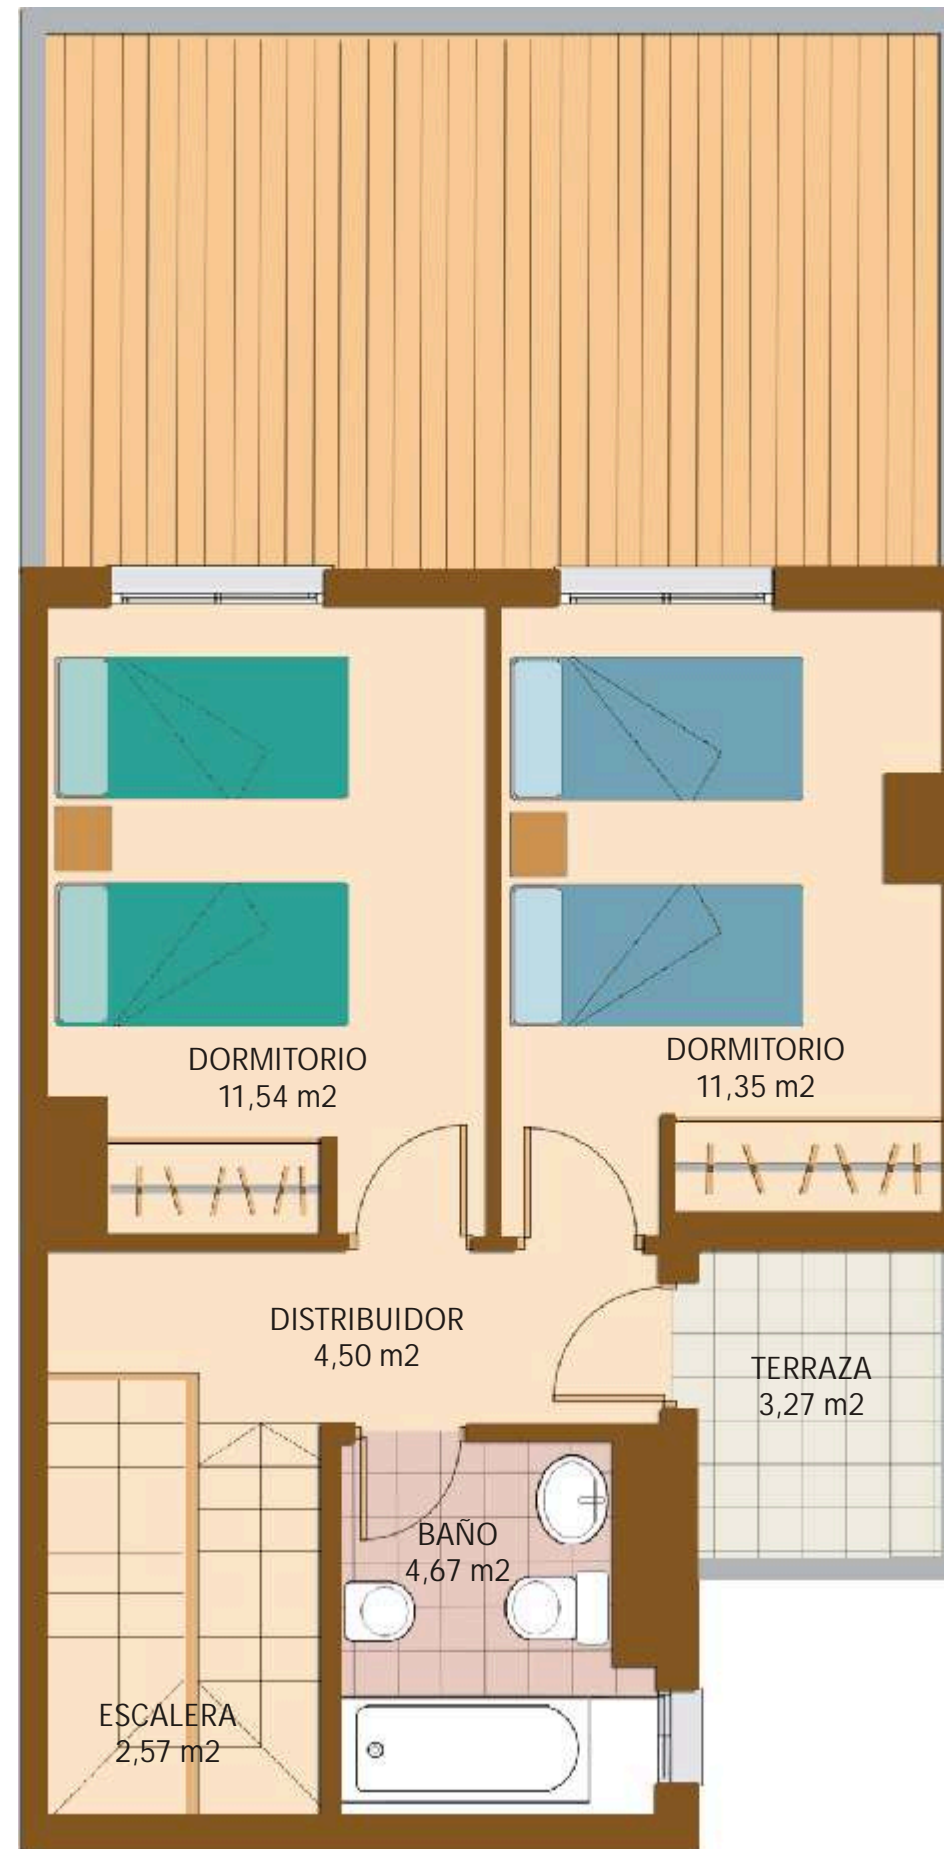 DORMITORIO
11,54 m2
DORMITORIO
11,35 m2
DISTRIBUIDOR
4,50 m2
TERRAZA
3,27 m2
BAÑO
4,67 m2
ESCALERA
2,57 m2